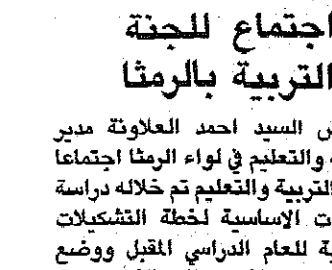 اجتماع للجنة
التربية بالرمثا
السيد احمد العلاونة مدير
والتعليم في لواء الرمثا اجتماعا
التربية والتعليم تم خلاله دراسة
الاساسية لخطة التشكيلات
للعام الدراسي المقبل ووضع